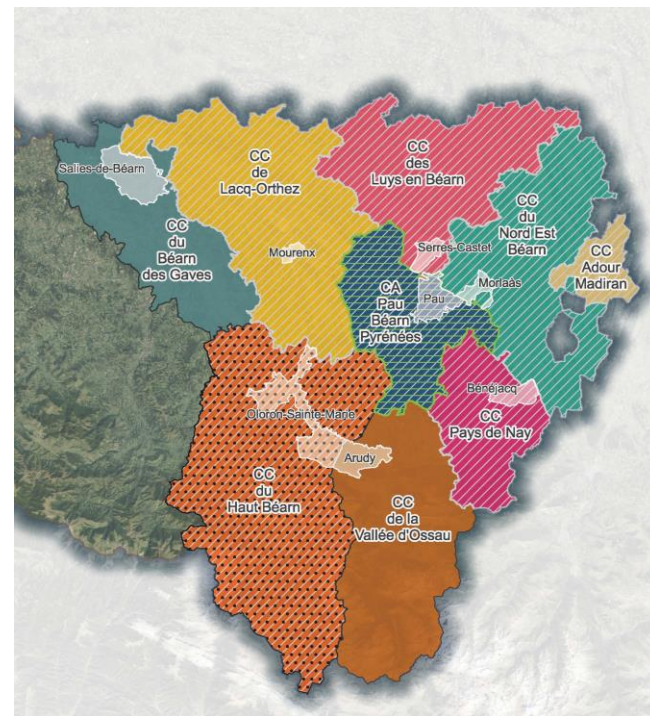 CC
de
Lacq-Orthez
CC
des
Luys en Béarn
Salies-de-Béarn
CC
du
Nord Est
Béarn
CC
du
Béarn
des Gaves
Mourenx
Serres-Castet
CC
Adour
Madiran
CA
Pau
Béarn
Pyrénées
Pau
Morlaàs
Bénéjacq
CC
Pays de Nay
Oloron-Sainte-Marie
Arudy
CC
du
Haut Béarn
CC
de la
Vallée d'Ossau